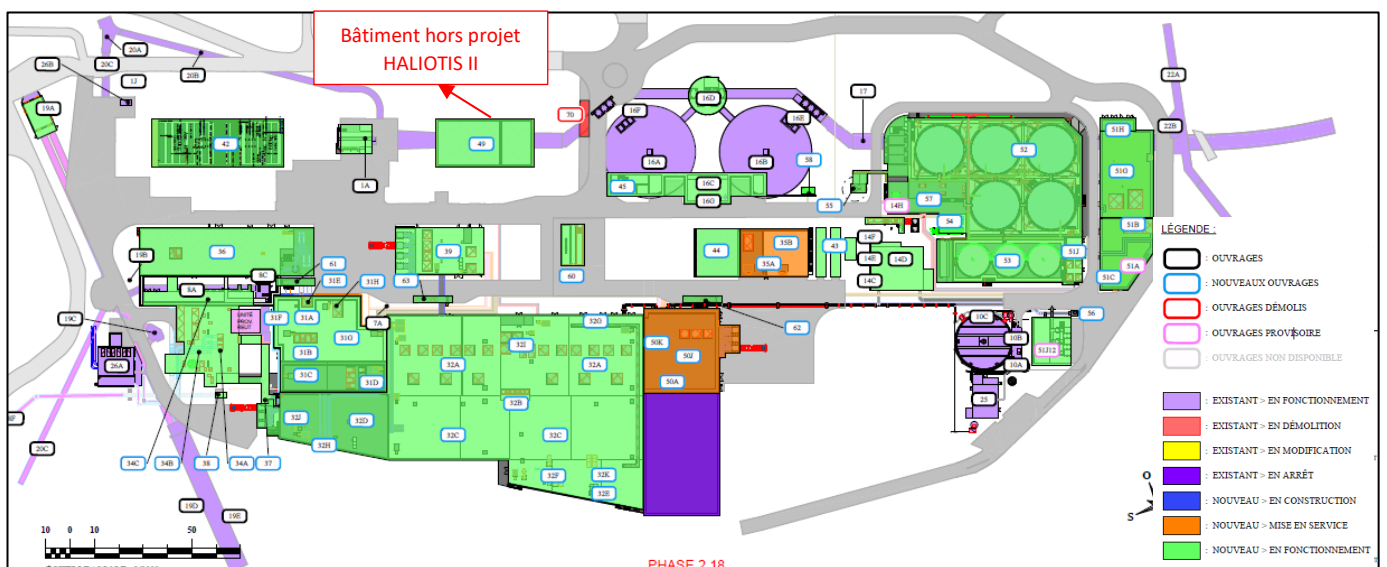 Bâtiment hors projet
HALIOTIS II
20A
20C
20B
26B
1J
19A
42
1A
49
70
16F
16D
16E
17
16A
16B
58
45
16C
16G
55
14H
57
54
52
53
22A
22B
51H
51G
51B
51A
51C
51J
36
19B
8C
8A
61
31E
31H
39
63
60
44
35B
35A
43
14F
14E
14D
14C
62
56
19C
26A
UNITÉ
PROV
BIUT
31F
31A
31G
31B
31C
31D
7A
32G
32I
32A
32A
32B
32C
32C
32J
32D
32H
32F
32K
32E
50K
50J
50A
10C
10B
10A
51J12
25
20C
34C
34B
38
34A
37
19D
19E
10 0 10 50
PHASE 2.18
O
S
LÉGENDE :
: OUVRAGES
: NOUVEAUX OUVRAGES
: OUVRAGES DÉMOLIS
: OUVRAGES PROVISOIRE
: OUVRAGES NON DISPONIBLE
: EXISTANT > EN FONCTIONNEMENT
: EXISTANT > EN DÉMOLITION
: EXISTANT > EN MODIFICATION
: EXISTANT > EN ARRÊT
: NOUVEAU > EN CONSTRUCTION
: NOUVEAU > MISE EN SERVICE
: NOUVEAU > EN FONCTIONNEMENT